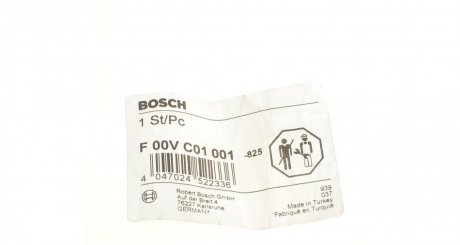 BOSCH
1 St/Pc
F 00V C01 001
-825
4 047024 522336
Robert Bosch GmbH
Auf der Breit 4
76227 Karlsruhe
GERMANY
939
037
Made in Turkey
Fabriqué en Turquie